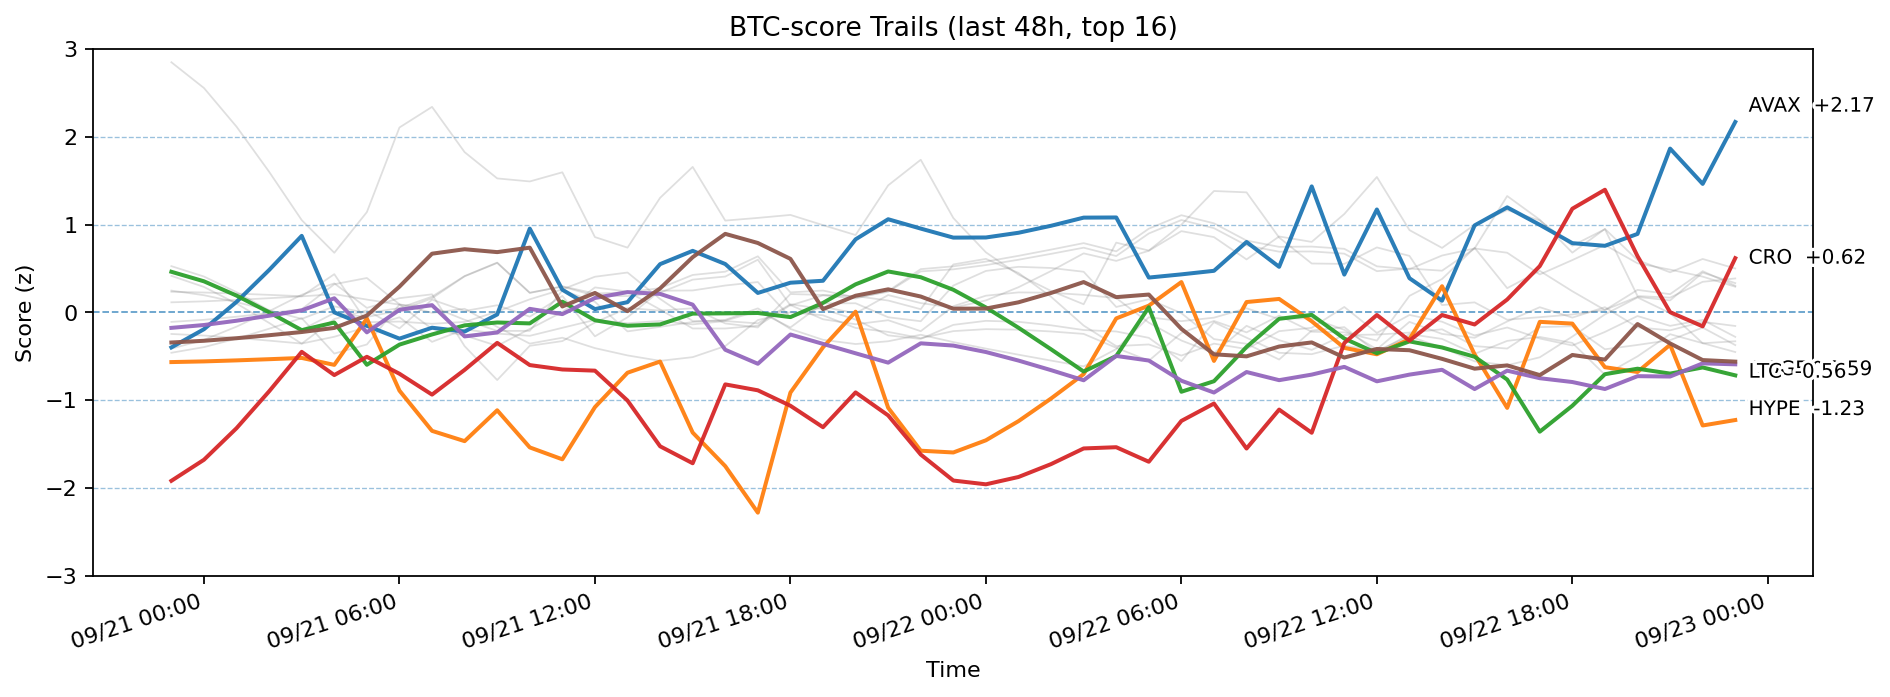 BTC-score Trails (last 48h, top 16)
Score (z)
3
2
1
0
−1
−2
−3
AVAX +2.17
CRO +0.62
LTC -0.56
HYPE -1.23
09/21 00:00
09/21 06:00
09/21 12:00
09/21 18:00
09/22 00:00
09/22 06:00
09/22 12:00
09/22 18:00
09/23 00:00
Time